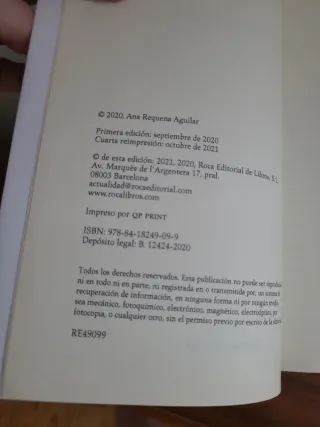 © 2020, Ana Requena Aguilar
Primera edición: septiembre de 2020
Cuarta reimpresión: octubre de 2021
© de esta edición: 2021, 2020, Roca Editorial de Libros, S.L.
Av. Marquès de l'Argentera 17, pral.
08003 Barcelona
actualidad@rocaeditorial.com
www.rocalibros.com
Impreso por QP PRINT
ISBN: 978-84-18249-09-9
Depósito legal: B. 12424-2020
Todos los derechos reservados. Esta publicación no puede ser reproduci
ni en todo ni en parte, ni registrada en o transmitida por, un sistema de
recuperación de información, en ninguna forma ni por ningún medio,
sea mecánico, fotoquímico, electrónico, magnético, electroóptico, por
fotocopia, o cualquier otro, sin el permiso previo por escrito de la
RE49099